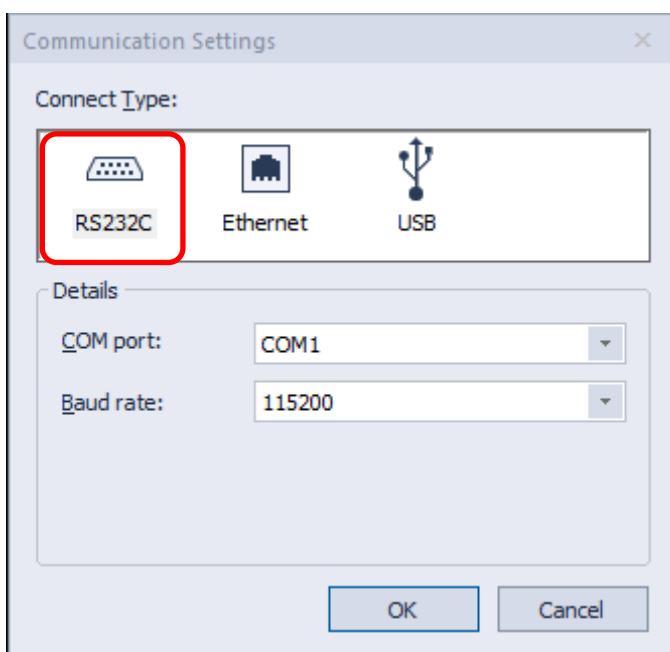 Communication Settings
Connect Type:
RS232C Ethernet USB
Details
COM port: COM1
Baud rate: 115200
OK Cancel